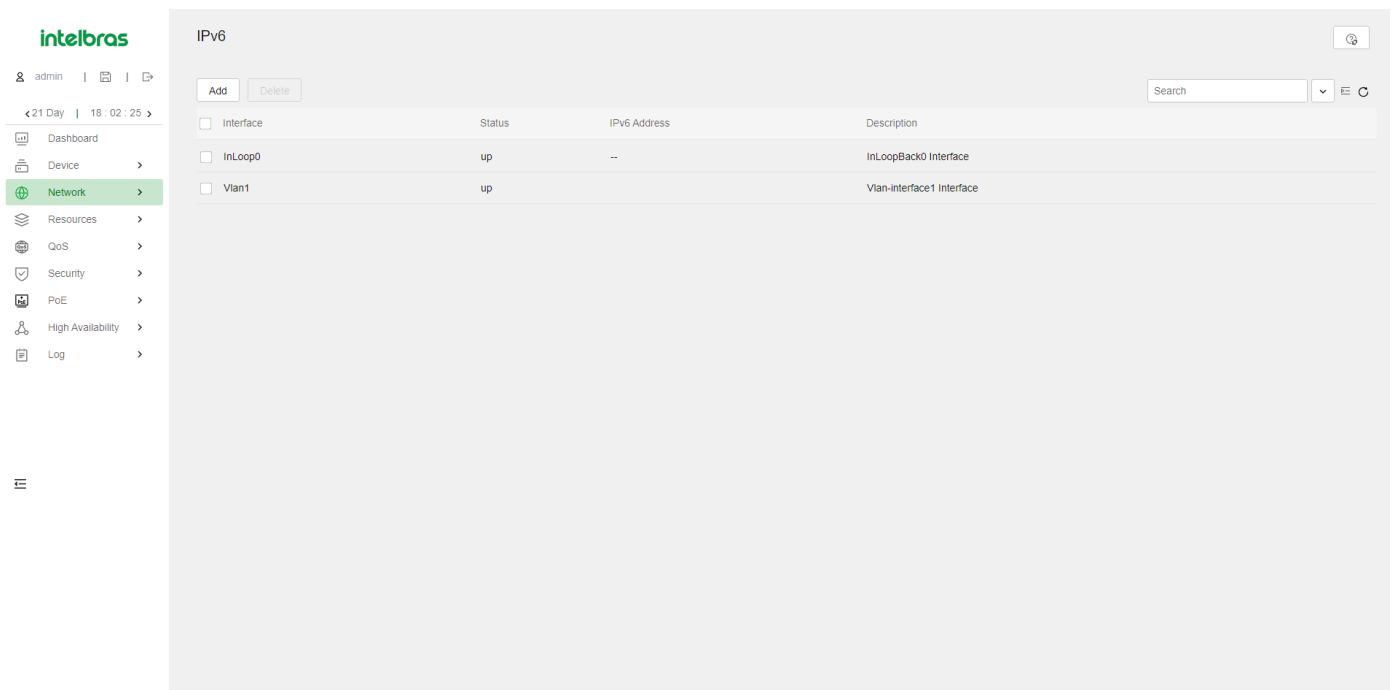 intelbras
admin | |
21 Day | 18 : 02 : 25
Dashboard
Device
Network
Resources
QoS
Security
PoE
High Availability
Log
IPv6
Add Delete Search
Interface Status IPv6 Address Description
InLoop0 up -- InLoopBack0 Interface
Vlan1 up Vlan-interface1 Interface